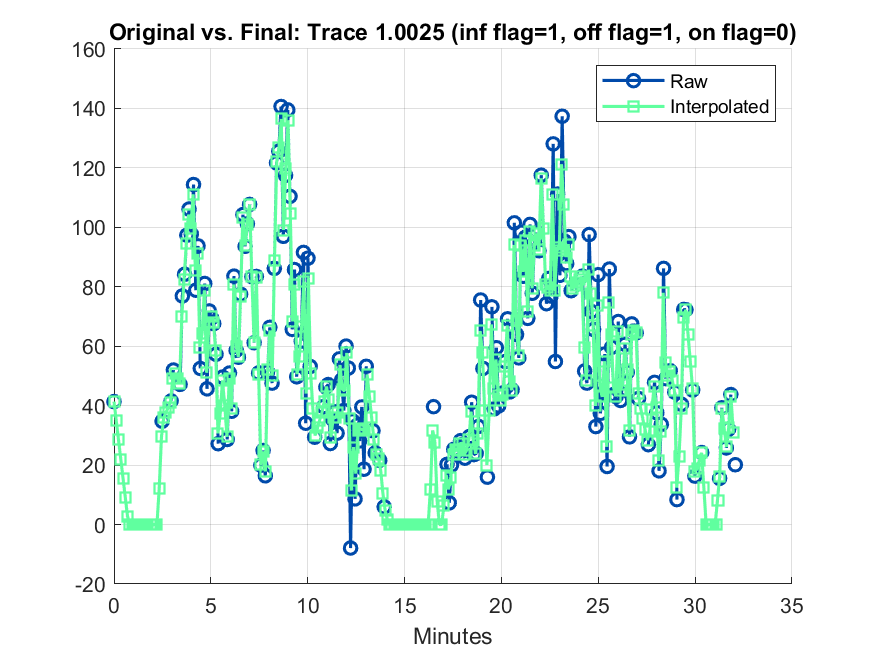 Original vs. Final: Trace 1.0025 (inf flag=1, off flag=1, on flag=0)
160
140
120
100
80
60
40
20
0
-20
Raw
Interpolated
0 5 10 15 20 25 30 35
Minutes